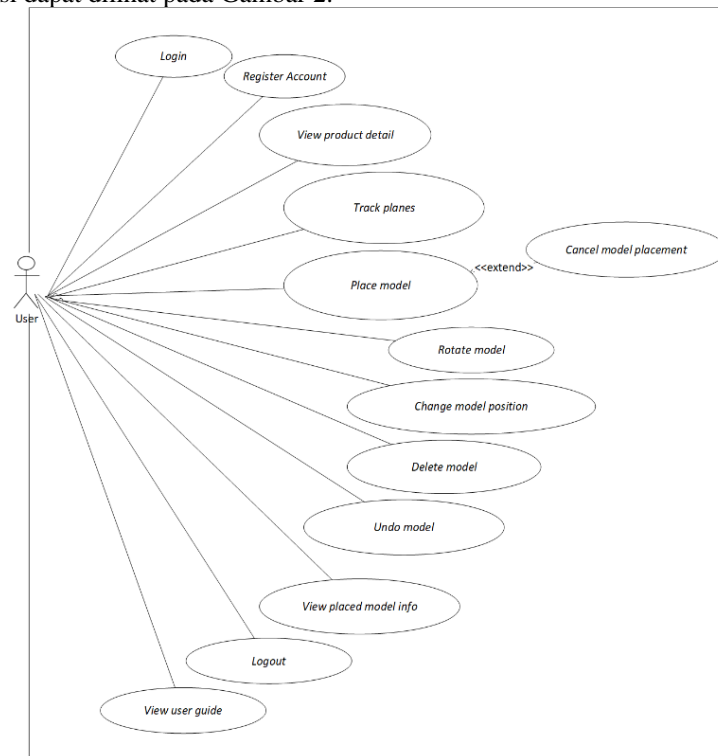 si dapat dilihat pada Gambar 2.
Login
Register Account
View product detail
Track planes
Cancel model placement
<<extend>>
Place model
User
Rotate model
Change model position
Delete model
Undo model
View placed model info
Logout
View user guide